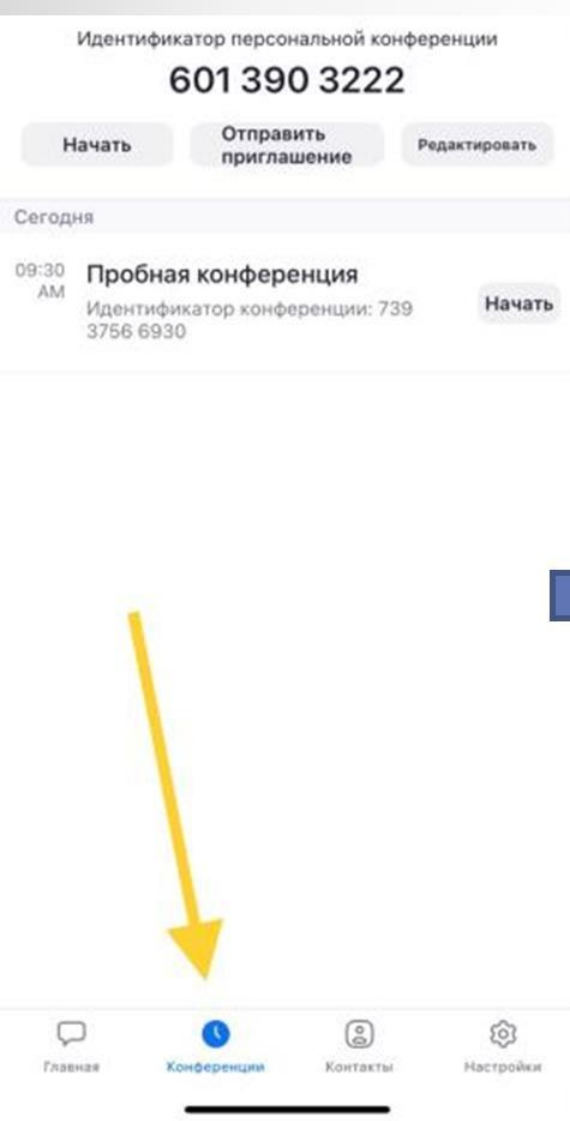 Идентификатор персональной конференции
601 390 3222
Начать
Отправить
приглашение
Редактировать
Сегодня
09:30
AM
Пробная конференция
Идентификатор конференции: 739
3756 6930
Начать
Главная
Конференции
Контакты
Настройки